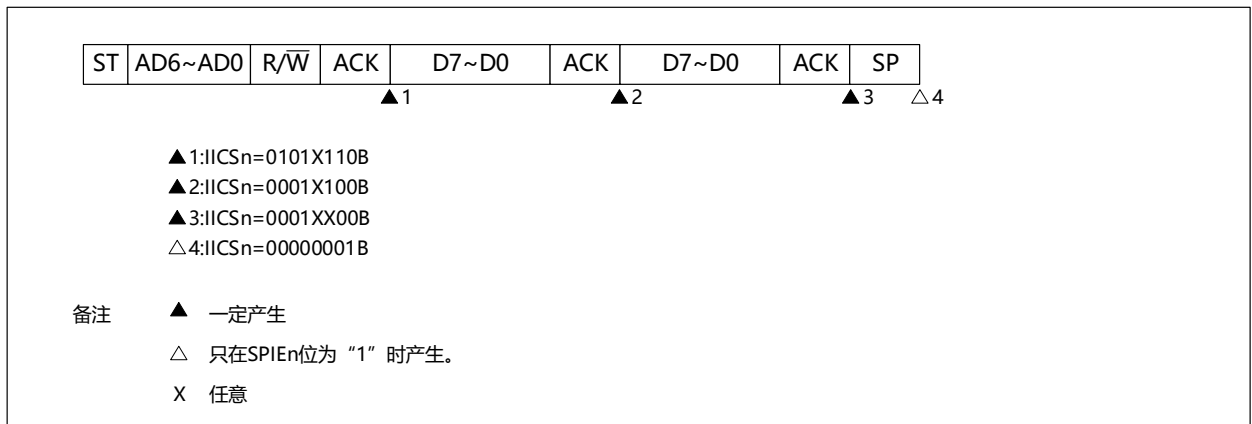 ST AD6~AD0 R/W̅ ACK D7~D0 ACK D7~D0 ACK SP
▲1 ▲2 ▲3 △4
▲1:IICSn=0101X110B
▲2:IICSn=0001X100B
▲3:IICSn=0001XX00B
△4:IICSn=00000001B
备注 ▲ 一定产生
△ 只在SPIEn位为“1”时产生。
X 任意